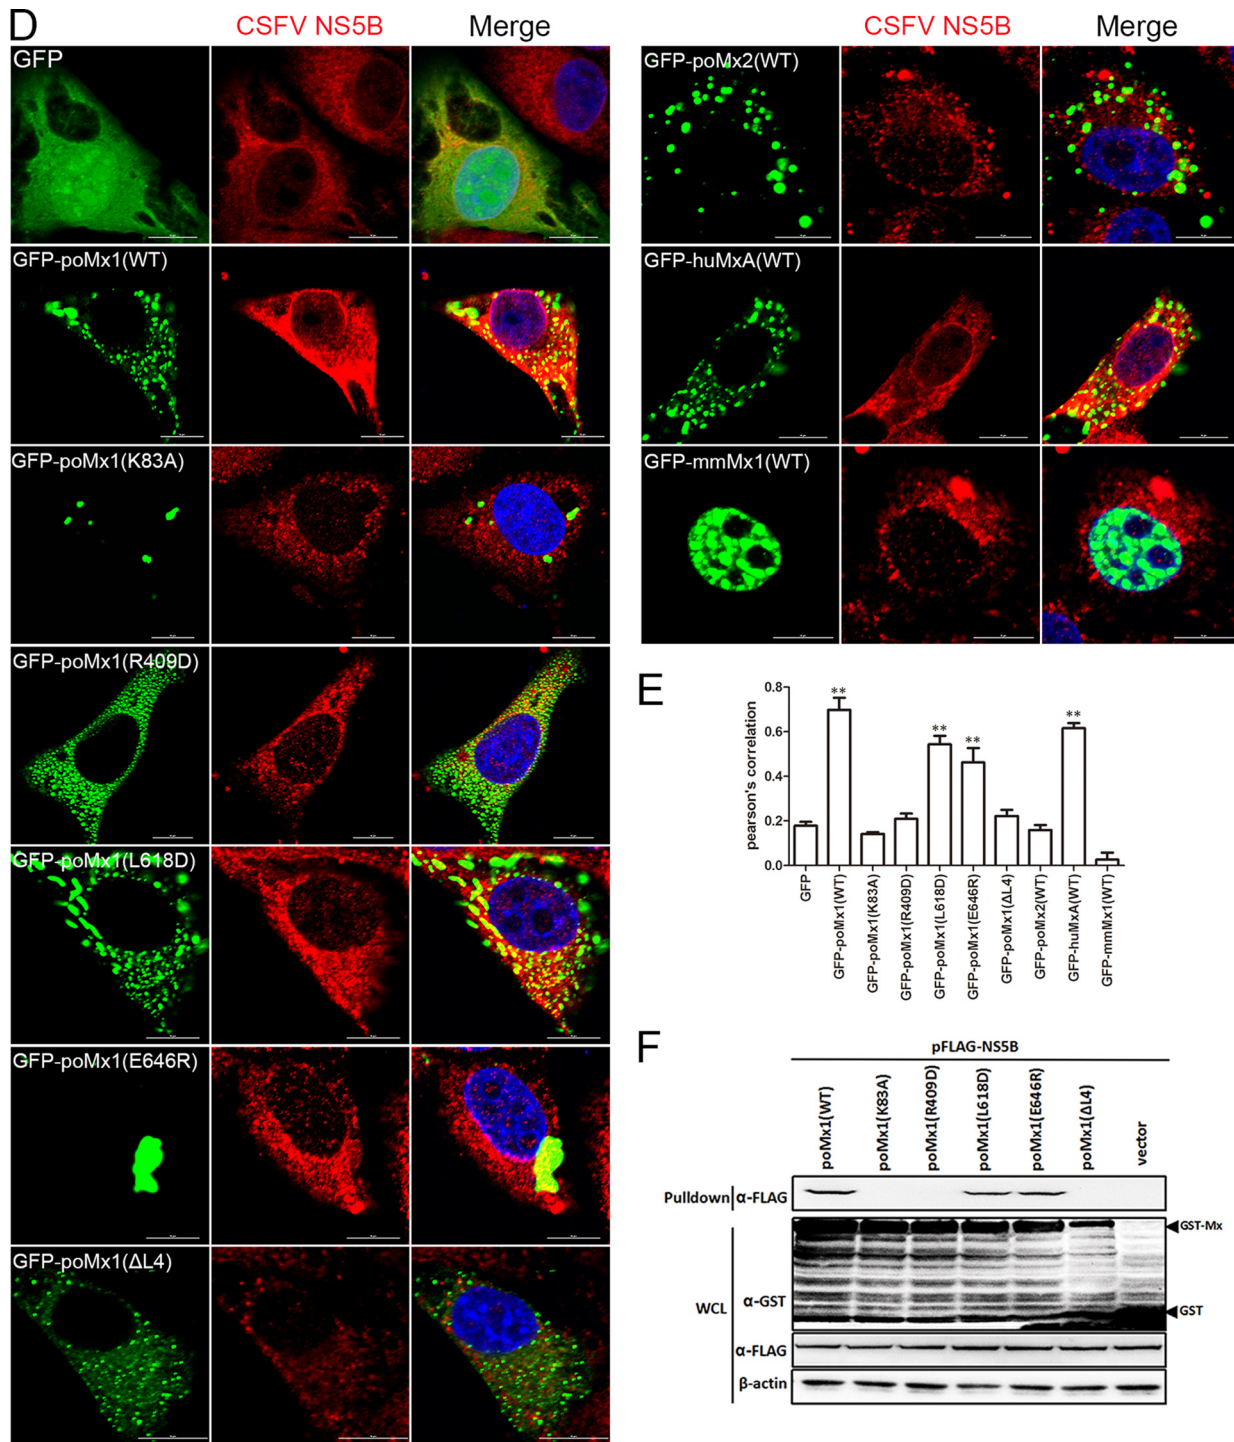 D
CSFV NS5B
Merge
GFP
GFP-poMx1(WT)
GFP-poMx1(K83A)
GFP-poMx1(R409D)
GFP-poMx1(L618D)
GFP-poMx1(E646R)
GFP-poMx1(ΔL4)
CSFV NS5B
Merge
GFP-poMx2(WT)
GFP-huMxA(WT)
GFP-mmMx1(WT)
E
pearson's correlation
0.8
0.6
0.4
0.2
0.0
**
**
**
**
GFP
GFP-poMx1(WT)
GFP-poMx1(K83A)
GFP-poMx1(R409D)
GFP-poMx1(L618D)
GFP-poMx1(E646R)
GFP-poMx1(ΔL4)
GFP-poMx2(WT)
GFP-huMxA(WT)
GFP-mmMx1(WT)
F
pFLAG-NS5B
poMx1(WT)
poMx1(K83A)
poMx1(R409D)
poMx1(L618D)
poMx1(E646R)
poMx1(ΔL4)
vector
Pulldown α-FLAG
GST-Mx
WCL
α-GST
GST
α-FLAG
β-actin